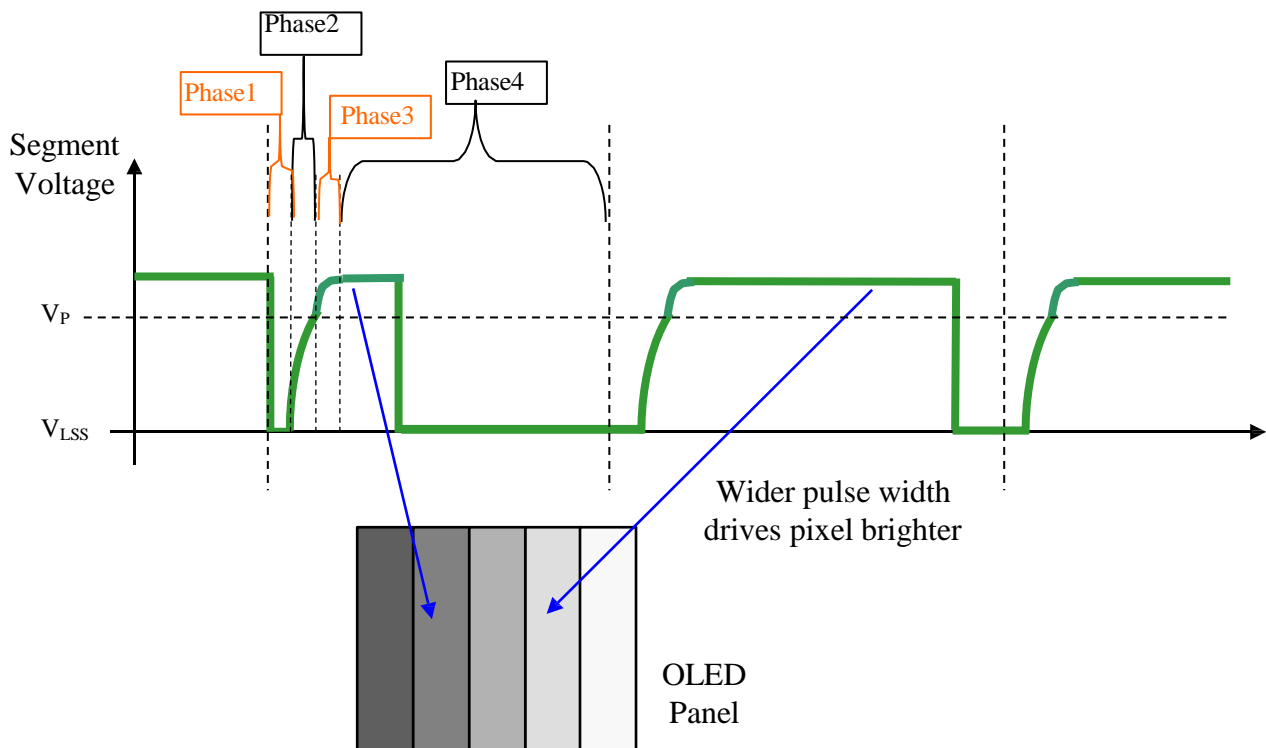 Phase2
Phase1
Phase3
Phase4
Segment
Voltage
VP
VLSS
Wider pulse width
drives pixel brighter
OLED
Panel